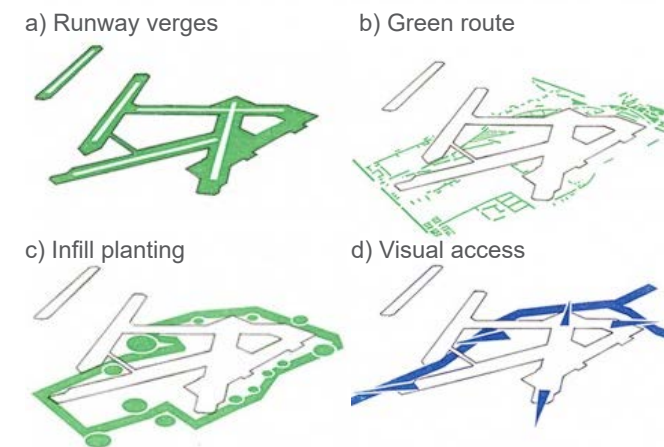 a) Runway verges
b) Green route
c) Infill planting
d) Visual access